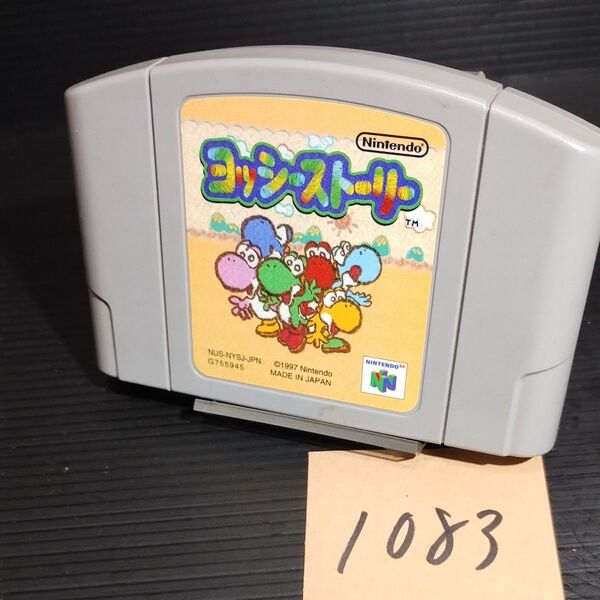 Nintendo
ヨッシーストーリー
TM
NUS-NYSJ-JPN
G755945
©1997 Nintendo
MADE IN JAPAN
NINTENDO64
N
1083